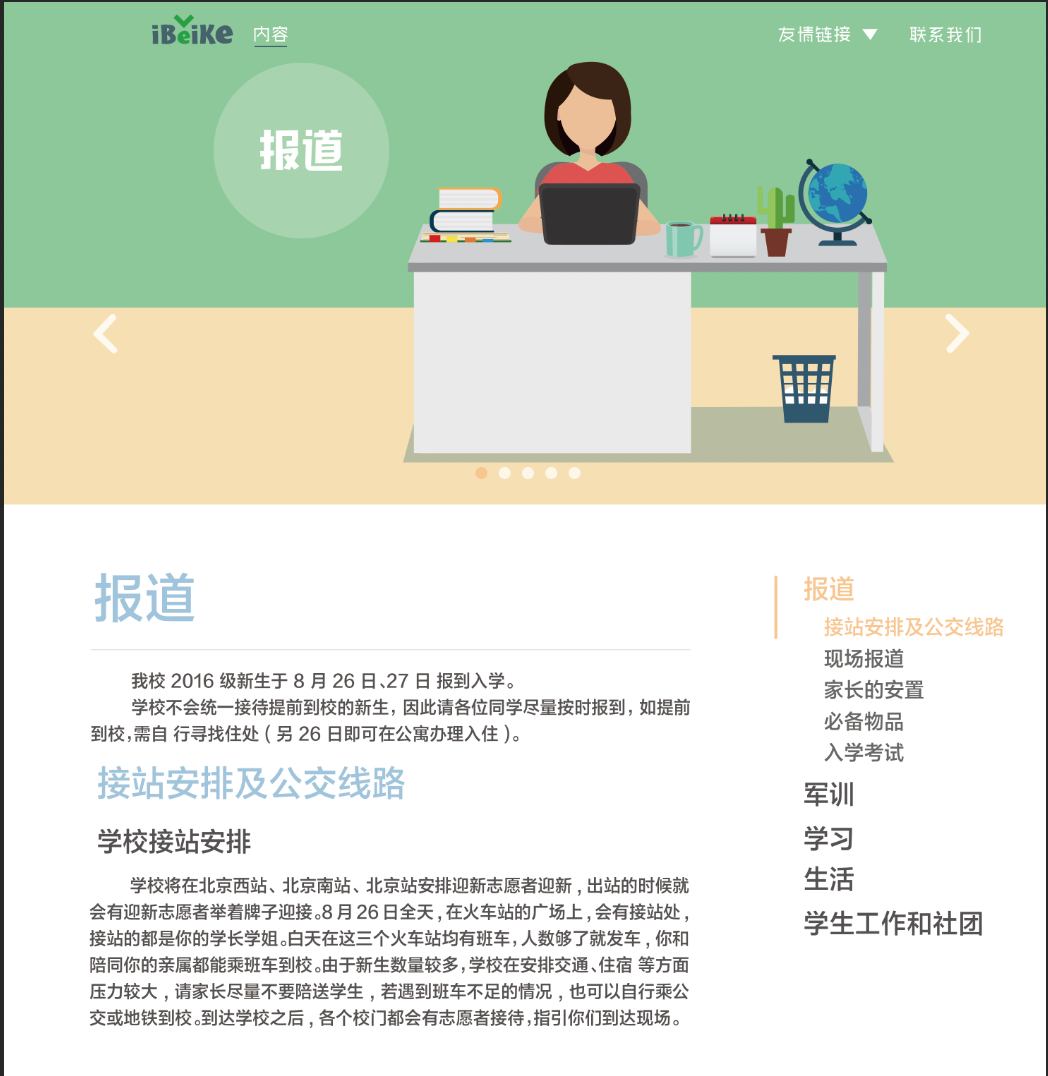 iBeiKe 内容 友情链接 联系我们
报道
报道
我校 2016 级新生于 8 月 26 日、27 日 报到入学。
学校不会统一接待提前到校的新生，因此请各位同学尽量按时报到，如提前
到校，需自 行寻找住处（另 26 日即可在公寓办理入住）。
接站安排及公交线路
学校接站安排
学校将在北京西站、北京南站、北京站安排迎新志愿者迎新，出站的时候就
会有迎新志愿者举着牌子迎接。8 月 26 日全天，在火车站的广场上，会有接站处，
接站的都是你的学长学姐。白天在这三个火车站均有班车，人数够了就发车，你和
陪同你的亲属都能乘班车到校。由于新生数量较多，学校在安排交通、住宿 等方面
压力较大，请家长尽量不要陪送学生，若遇到班车不足的情况，也可以自行乘公
交或地铁到校。到达学校之后，各个校门都会有志愿者接待，指引你们到达现场。
报道
接站安排及公交线路
现场报道
家长的安置
必备物品
入学考试
军训
学习
生活
学生工作和社团